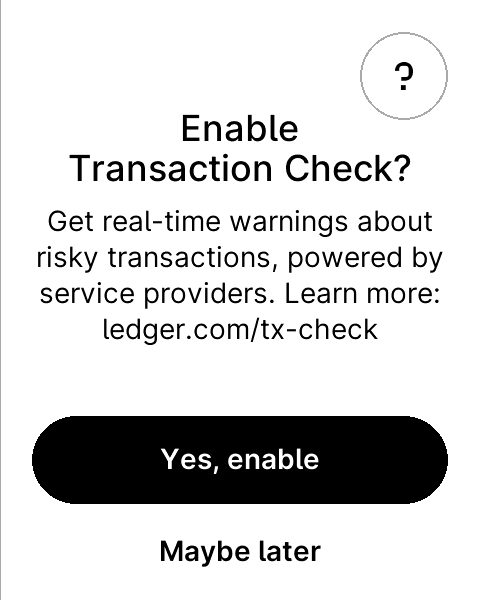 ?
Enable
Transaction Check?
Get real-time warnings about
risky transactions, powered by
service providers. Learn more:
ledger.com/tx-check
Yes, enable
Maybe later